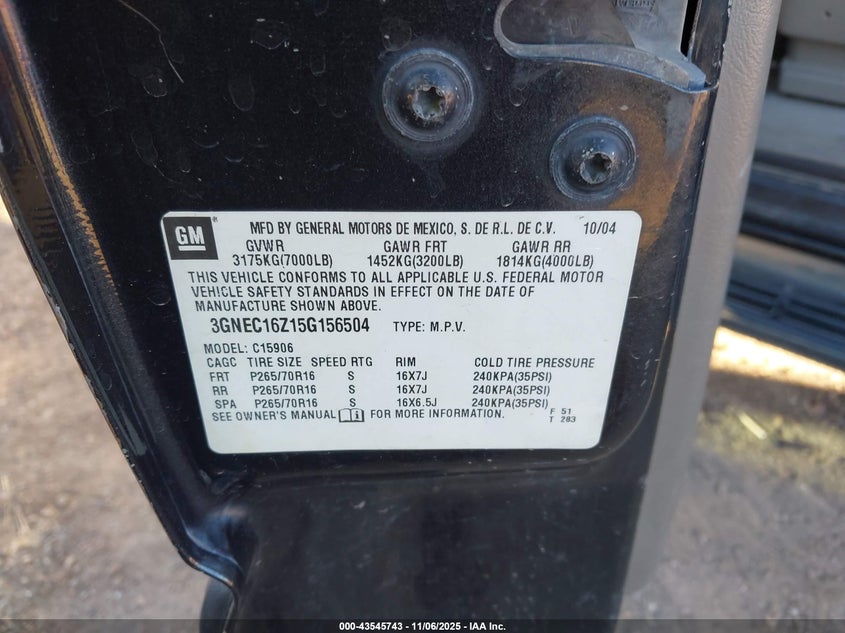 GM
MFD BY GENERAL MOTORS DE MEXICO, S. DE R.L. DE C.V. 10/04
GVWR GAWR FRT GAWR RR
3175KG(7000LB) 1452KG(3200LB) 1814KG(4000LB)
THIS VEHICLE CONFORMS TO ALL APPLICABLE U.S. FEDERAL MOTOR
VEHICLE SAFETY STANDARDS IN EFFECT ON THE DATE OF
MANUFACTURE SHOWN ABOVE.
3GNEC16Z15G156504 TYPE: M.P.V.
MODEL: C15906
CAGC TIRE SIZE SPEED RTG RIM COLD TIRE PRESSURE
FRT P265/70R16 S 16X7J 240KPA(35PSI)
RR P265/70R16 S 16X7J 240KPA(35PSI)
SPA P265/70R16 S 16X6.5J 240KPA(35PSI)
SEE OWNER'S MANUAL FOR MORE INFORMATION. F 51
T 283
000-43545743 - 11/06/2025 - IAA Inc.